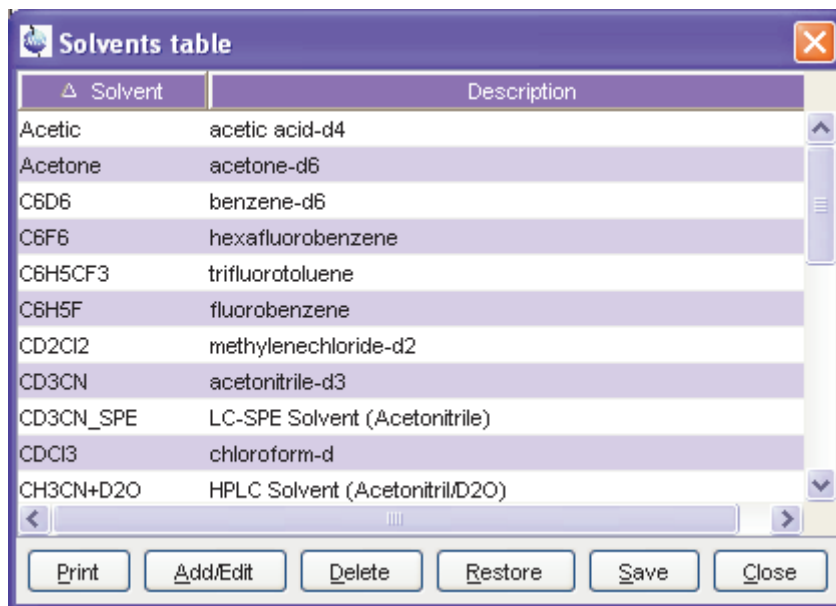 Solvents table
Solvent Description
Acetic acetic acid-d4
Acetone acetone-d6
C6D6 benzene-d6
C6F6 hexafluorobenzene
C6H5CF3 trifluorotoluene
C6H5F fluorobenzene
CD2Cl2 methylenechloride-d2
CD3CN acetonitrile-d3
CD3CN_SPE LC-SPE Solvent (Acetonitrile)
CDCl3 chloroform-d
CH3CN+D2O HPLC Solvent (Acetonitril/D2O)
Print Add/Edit Delete Restore Save Close